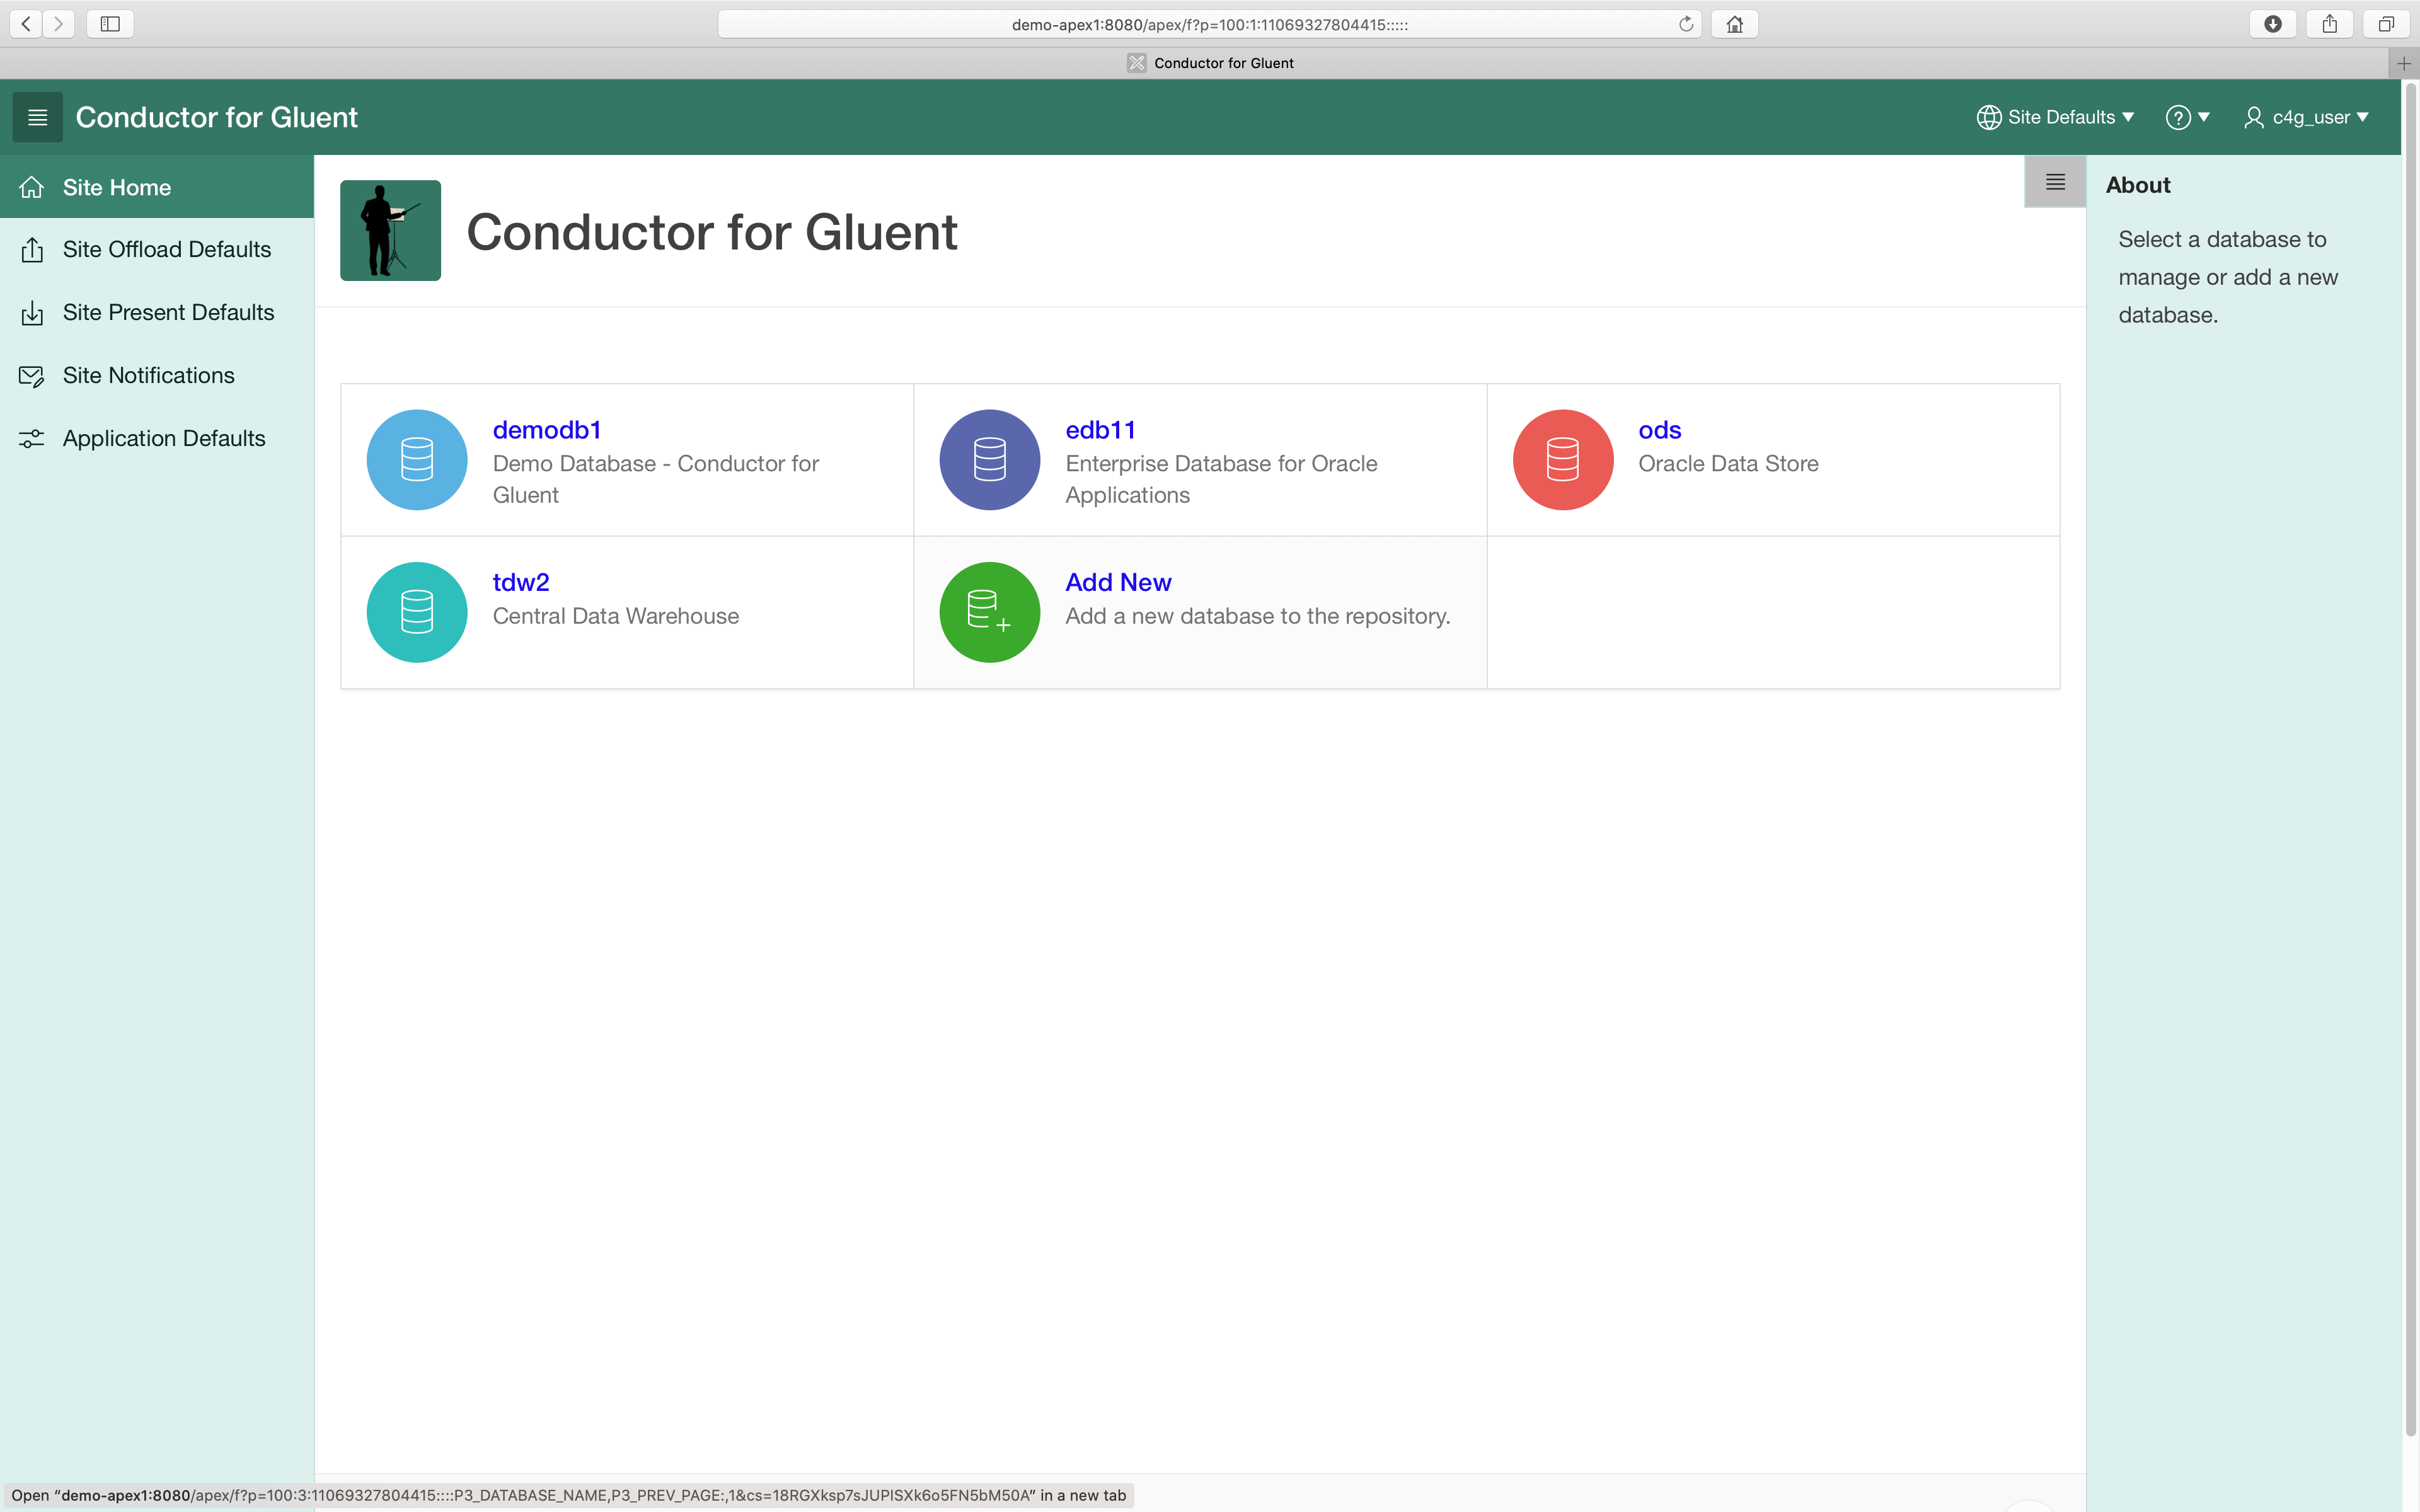 demo-apex1:8080/apex/f?p=100:1:11069327804415:::::
Conductor for Gluent
Conductor for Gluent
Site Defaults
?
c4g_user
Site Home
Site Offload Defaults
Site Present Defaults
Site Notifications
Application Defaults
Conductor for Gluent
demodb1
Demo Database - Conductor for
Gluent
edb11
Enterprise Database for Oracle
Applications
ods
Oracle Data Store
tdw2
Central Data Warehouse
Add New
Add a new database to the repository.
About
Select a database to
manage or add a new
database.
Open “demo-apex1:8080/apex/f?p=100:3:11069327804415::::P3_DATABASE_NAME,P3_PREV_PAGE:,1&cs=18RGXksp7sJUPISXk6o5FN5bM50A” in a new tab